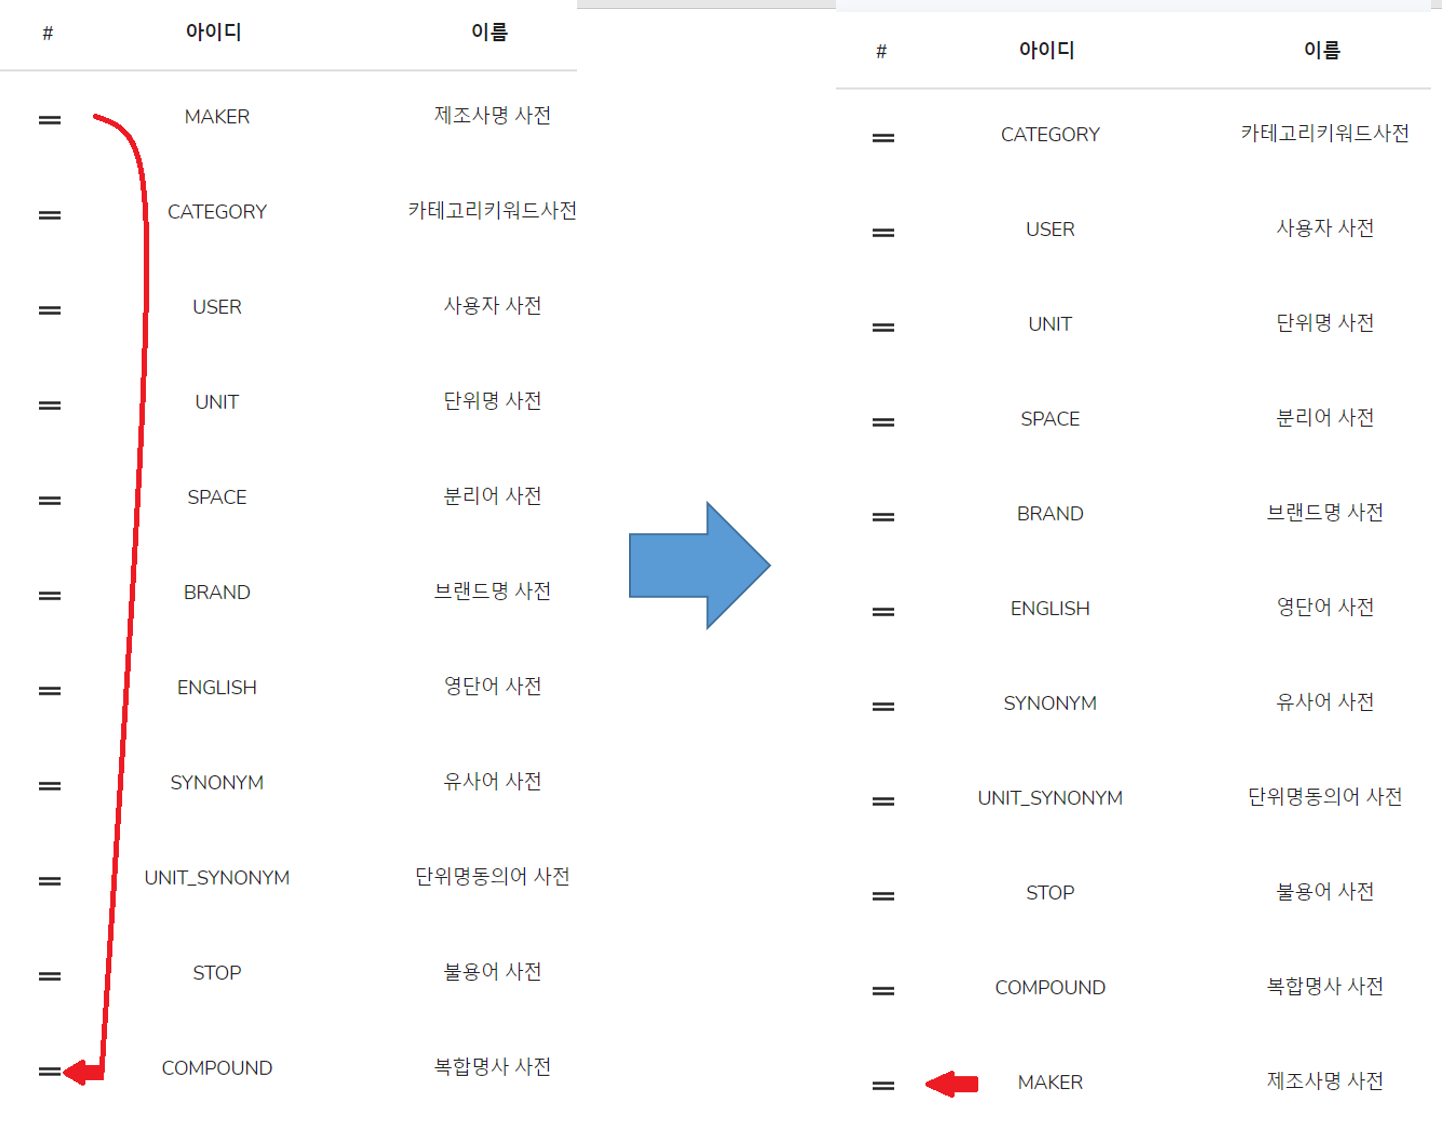 # 아이디 이름
MAKER 제조사명 사전
CATEGORY 카테고리키워드사전
USER 사용자 사전
UNIT 단위명 사전
SPACE 분리어 사전
BRAND 브랜드명 사전
ENGLISH 영단어 사전
SYNONYM 유사어 사전
UNIT_SYNONYM 단위명동의어 사전
STOP 불용어 사전
COMPOUND 복합명사 사전
# 아이디 이름
CATEGORY 카테고리키워드사전
USER 사용자 사전
UNIT 단위명 사전
SPACE 분리어 사전
BRAND 브랜드명 사전
ENGLISH 영단어 사전
SYNONYM 유사어 사전
UNIT_SYNONYM 단위명동의어 사전
STOP 불용어 사전
COMPOUND 복합명사 사전
MAKER 제조사명 사전